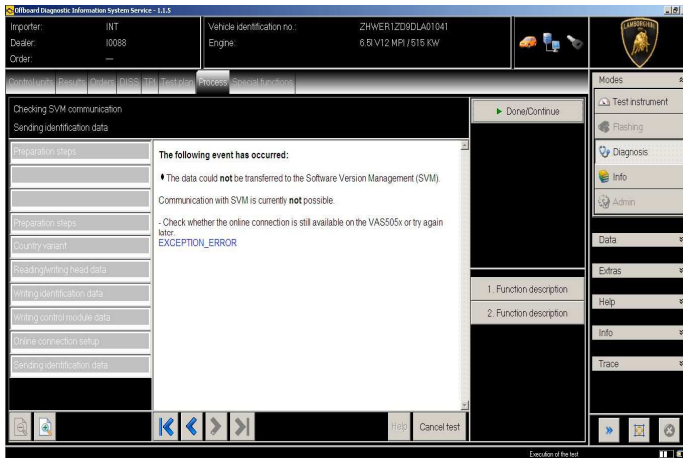 Offboard Diagnostic Information System Service - 1.1.5
Importer: INT
Dealer: I0088
Order: —
Vehicle identification no.: ZHWER1ZD9DLA01041
Engine: 6.5l V12 MPI / 515 KW
LAMBORGHINI
Control units Results Orders DISS TPI Test plan Process Special functions
Checking SVM communication
Sending identification data
Preparation steps
Preparation steps
Country variant
Reading/writing head data
Writing identification data
Writing control module data
Online connection setup
Sending identification data
The following event has occurred:
• The data could not be transferred to the Software Version Management (SVM).
Communication with SVM is currently not possible.
- Check whether the online connection is still available on the VAS505x or try again
later.
EXCEPTION_ERROR
Help
Cancel test
Done/Continue
1. Function description
2. Function description
Modes
Test instrument
Flashing
Diagnosis
Info
Admin
Data
Extras
Help
Info
Trace
Execution of the test